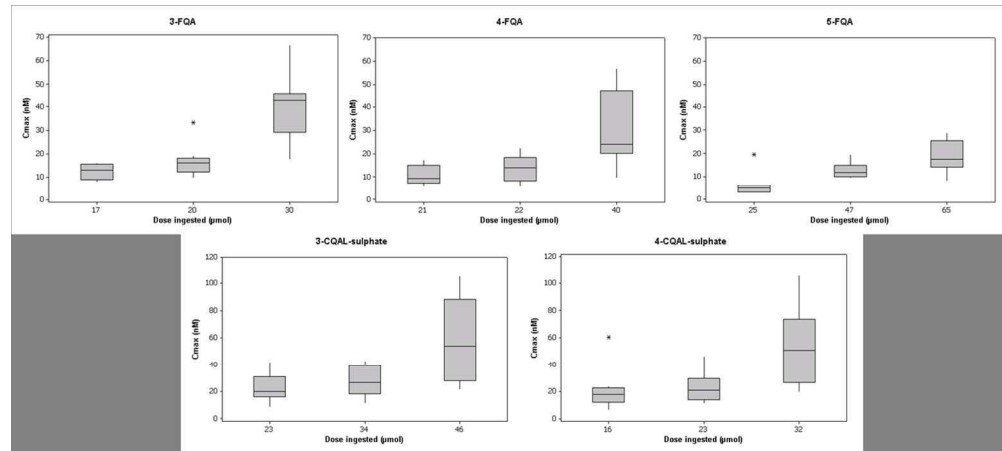 3-FQA
70
60
50
40
30
20
10
0
Cmax (nM)
17 20 30
Dose ingested (µmol)
4-FQA
70
60
50
40
30
20
10
0
Cmax (nM)
21 22 40
Dose ingested (µmol)
5-FQA
70
60
50
40
30
20
10
0
Cmax (nM)
25 47 65
Dose ingested (µmol)
3-CQAL-sulphate
120
100
80
60
40
20
0
Cmax (nM)
23 34 46
Dose ingested (µmol)
4-CQAL-sulphate
120
100
80
60
40
20
0
Cmax (nM)
16 23 32
Dose ingested (µmol)